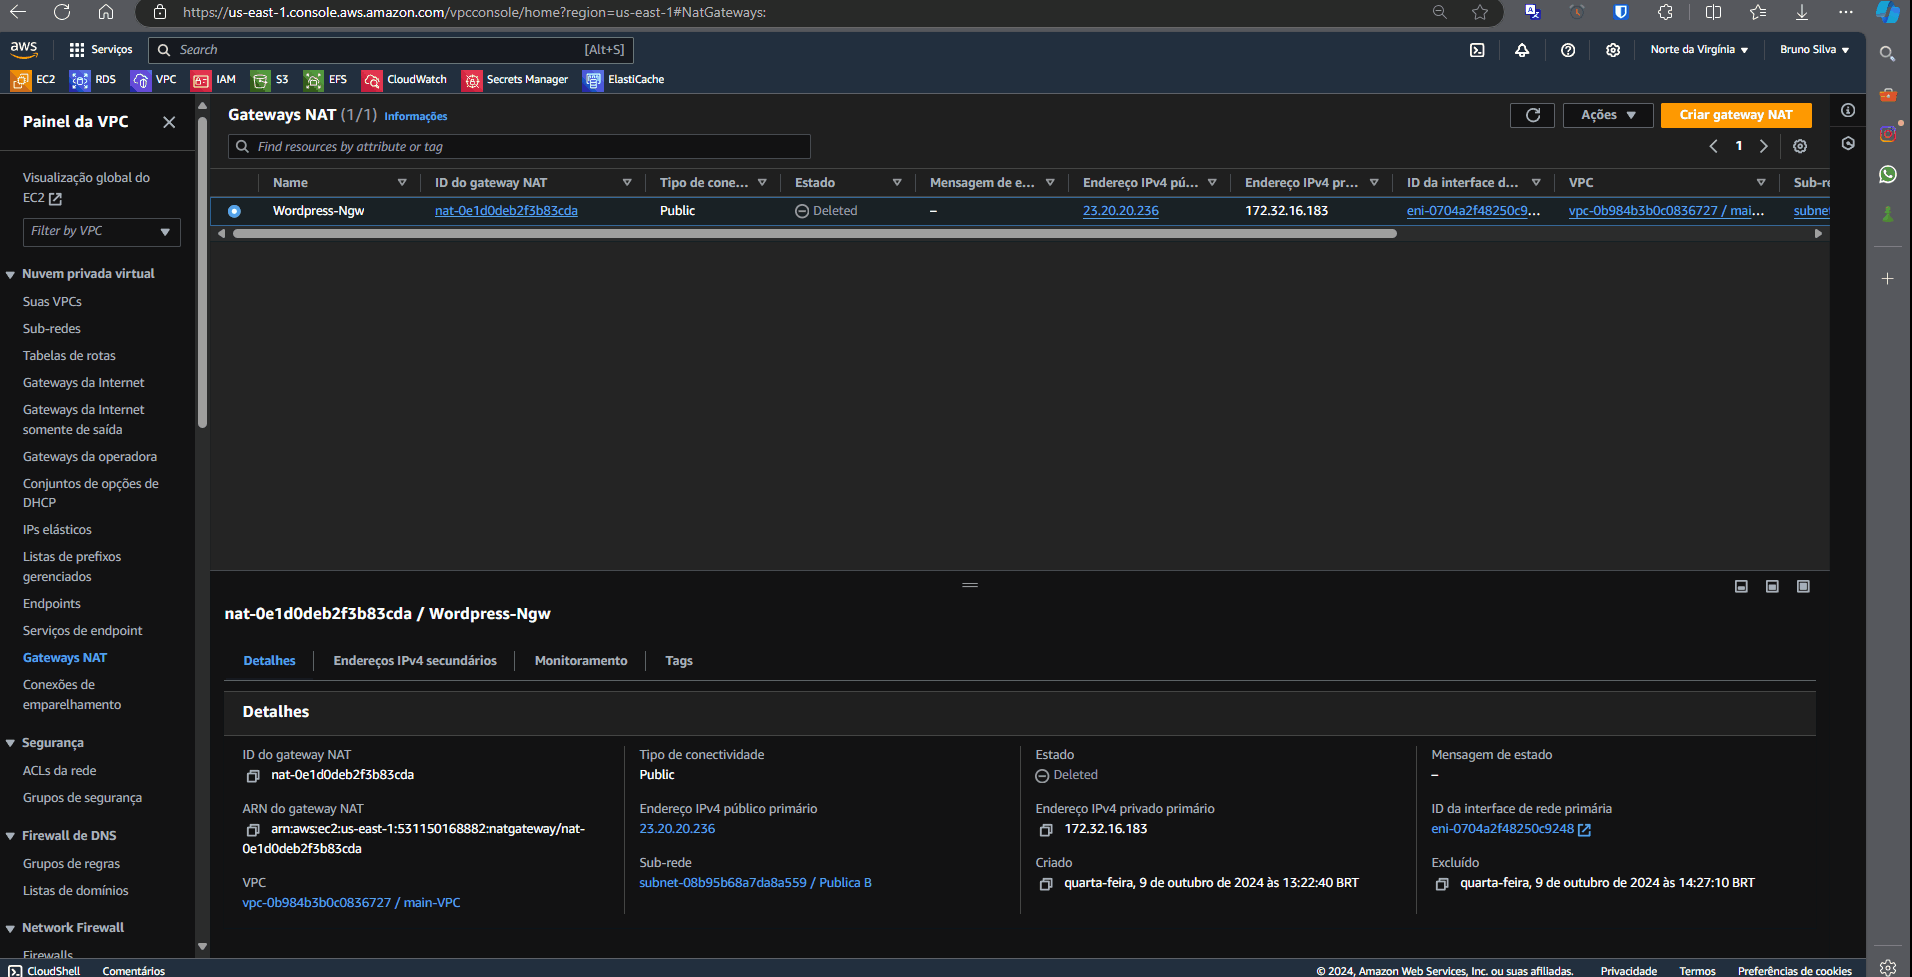 https://us-east-1.console.aws.amazon.com/vpcconsole/home?region=us-east-1#NatGateways:
aws
Serviços
Search
[Alt+S]
Norte da Virgínia
Bruno Silva
EC2
RDS
VPC
IAM
S3
EFS
CloudWatch
Secrets Manager
ElastiCache
Painel da VPC
Visualização global do
EC2
Filter by VPC
Nuvem privada virtual
Suas VPCs
Sub-redes
Tabelas de rotas
Gateways da Internet
Gateways da Internet
somente de saída
Gateways da operadora
Conjuntos de opções de
DHCP
IPs elásticos
Listas de prefixos
gerenciados
Endpoints
Serviços de endpoint
Gateways NAT
Conexões de
emparelhamento
Segurança
ACLs da rede
Grupos de segurança
Firewall de DNS
Grupos de regras
Listas de domínios
Network Firewall
Firewalls
Gateways NAT (1/1) Informações
Ações
Criar gateway NAT
Find resources by attribute or tag
1
Name
ID do gateway NAT
Tipo de cone...
Estado
Mensagem de e...
Endereço IPv4 pú...
Endereço IPv4 pr...
ID da interface d...
VPC
Sub-re
Wordpress-Ngw
nat-0e1d0deb2f3b83cda
Public
Deleted
–
23.20.20.236
172.32.16.183
eni-0704a2f48250c9...
vpc-0b984b3b0c0836727 / mai...
subnet
nat-0e1d0deb2f3b83cda / Wordpress-Ngw
Detalhes
Endereços IPv4 secundários
Monitoramento
Tags
Detalhes
ID do gateway NAT
nat-0e1d0deb2f3b83cda
ARN do gateway NAT
arn:aws:ec2:us-east-1:531150168882:natgateway/nat-
0e1d0deb2f3b83cda
VPC
vpc-0b984b3b0c0836727 / main-VPC
Tipo de conectividade
Public
Endereço IPv4 público primário
23.20.20.236
Sub-rede
subnet-08b95b68a7da8a559 / Publica B
Estado
Deleted
Endereço IPv4 privado primário
172.32.16.183
Criado
quarta-feira, 9 de outubro de 2024 às 13:22:40 BRT
Mensagem de estado
–
ID da interface de rede primária
eni-0704a2f48250c9248
Excluído
quarta-feira, 9 de outubro de 2024 às 14:27:10 BRT
CloudShell
Comentários
© 2024, Amazon Web Services, Inc. ou suas afiliadas.
Privacidade
Termos
Preferências de cookies